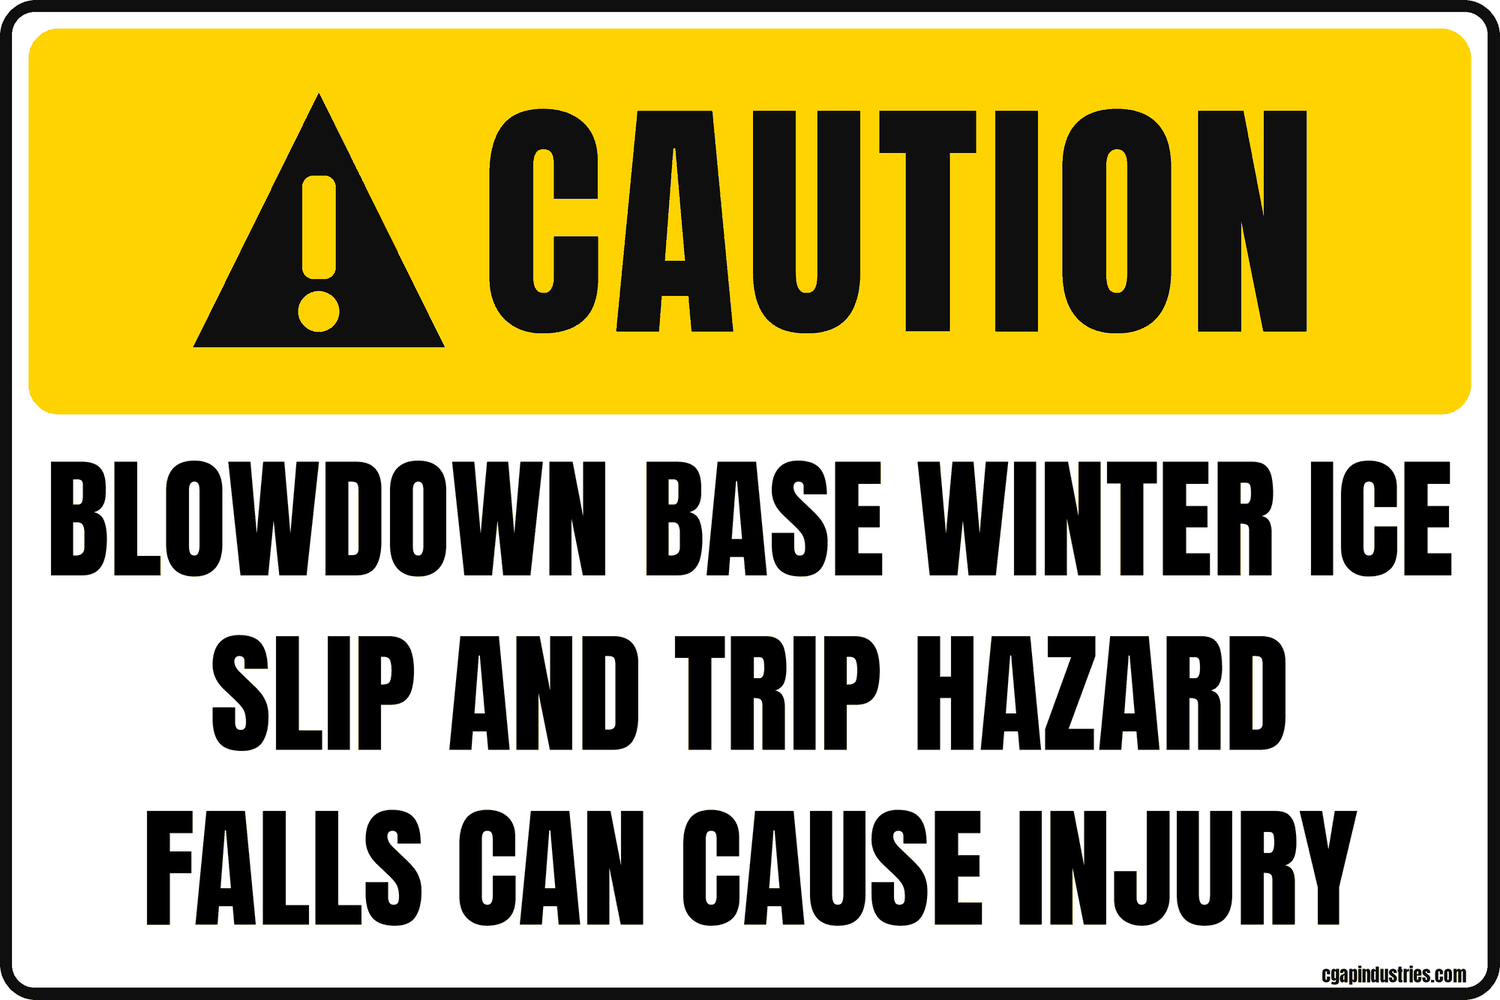 CAUTION
BLOWDOWN BASE WINTER ICE
SLIP AND TRIP HAZARD
FALLS CAN CAUSE INJURY
cgapindustries.com